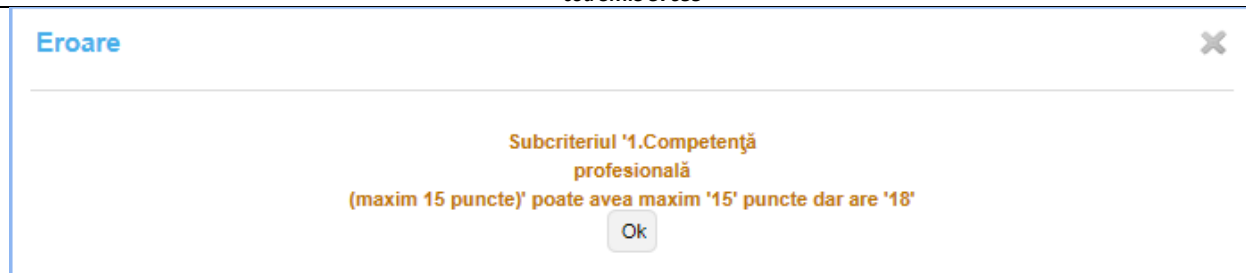 Eroare
Subcriteriul '1.Competenţă
profesională
(maxim 15 puncte)' poate avea maxim '15' puncte dar are '18'
Ok